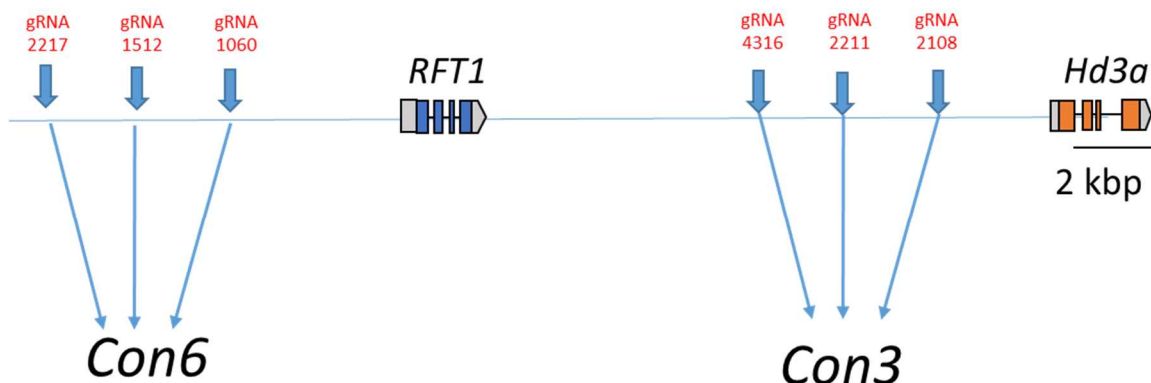 gRNA
2217
gRNA
1512
gRNA
1060
RFT1
gRNA
4316
gRNA
2211
gRNA
2108
Hd3a
2 kbp
Con6
Con3